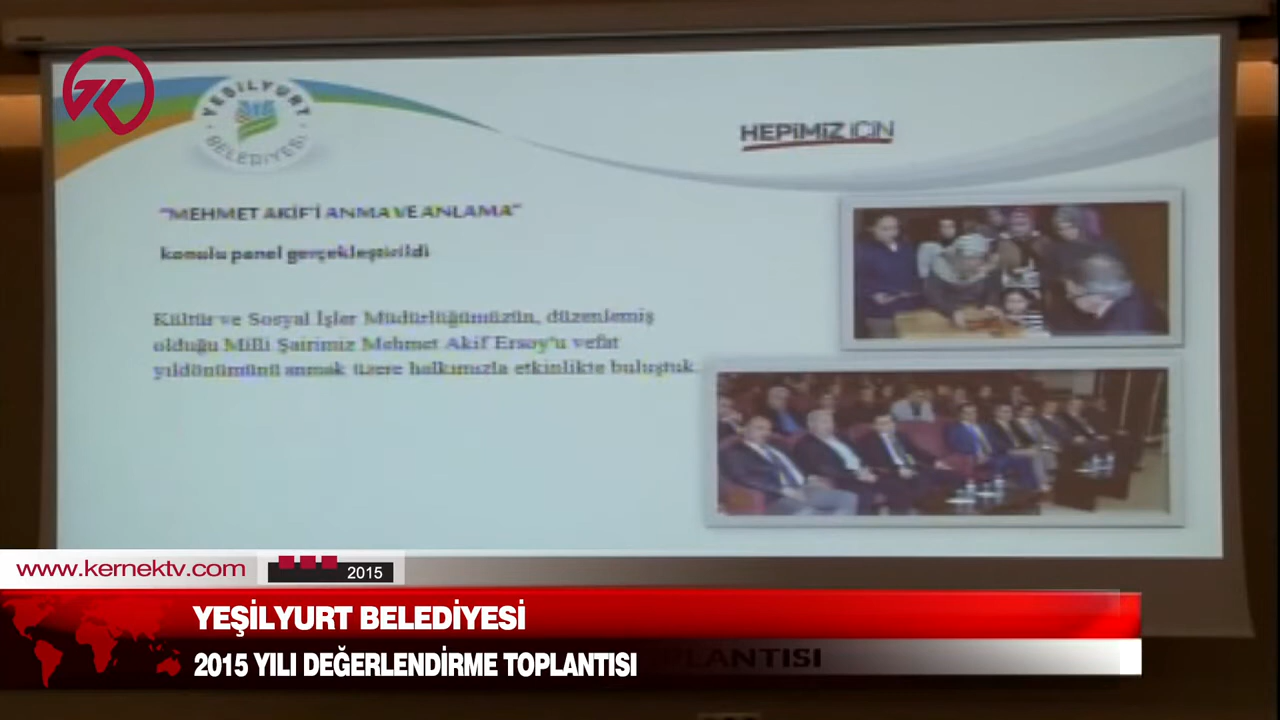 YEŞİLYURT
BELEDİYESİ
HEPİMİZ İÇİN
"MEHMET AKİF'İ ANMA VE ANLAMA"
konulu panel gerçekleştirildi
Kültür ve Sosyal İşler Müdürlüğümüzün, düzenlemiş
olduğu Milli Şairimiz Mehmet Akif Ersoy'u vefat
yıldönümünü anmak üzere halkımızla etkinlikte buluştuk.
www.kernektv.com
2015
YEŞİLYURT BELEDİYESİ
2015 YILI DEĞERLENDİRME TOPLANTISI
PLANTISI